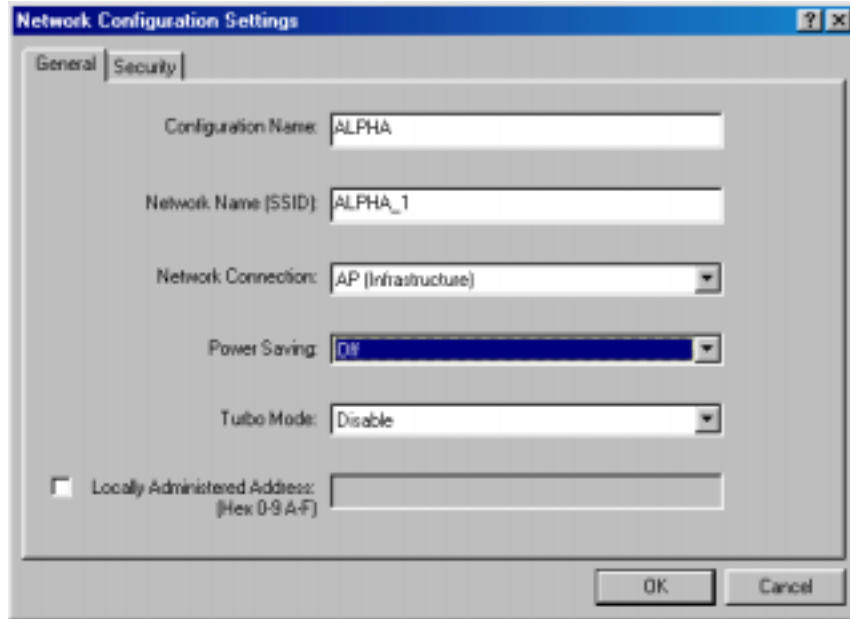 Network Configuration Settings
General Security
Configuration Name: ALPHA
Network Name (SSID): ALPHA_1
Network Connection: AP (Infrastructure)
Power Saving: Off
Turbo Mode: Disable
Locally Administered Address:
(Hex 0-9 A-F)
OK Cancel